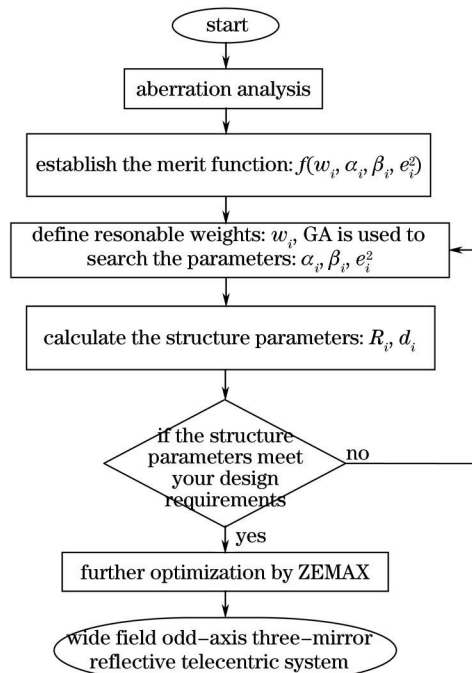 start
aberration analysis
establish the merit function: f(wᵢ, αᵢ, βᵢ, eᵢ²)
define resonable weights: wᵢ, GA is used to
search the parameters: αᵢ, βᵢ, eᵢ²
calculate the structure parameters: Rᵢ, dᵢ
if the structure
parameters meet
your design
requirements
no
yes
further optimization by ZEMAX
wide field odd-axis three-mirror
reflective telecentric system